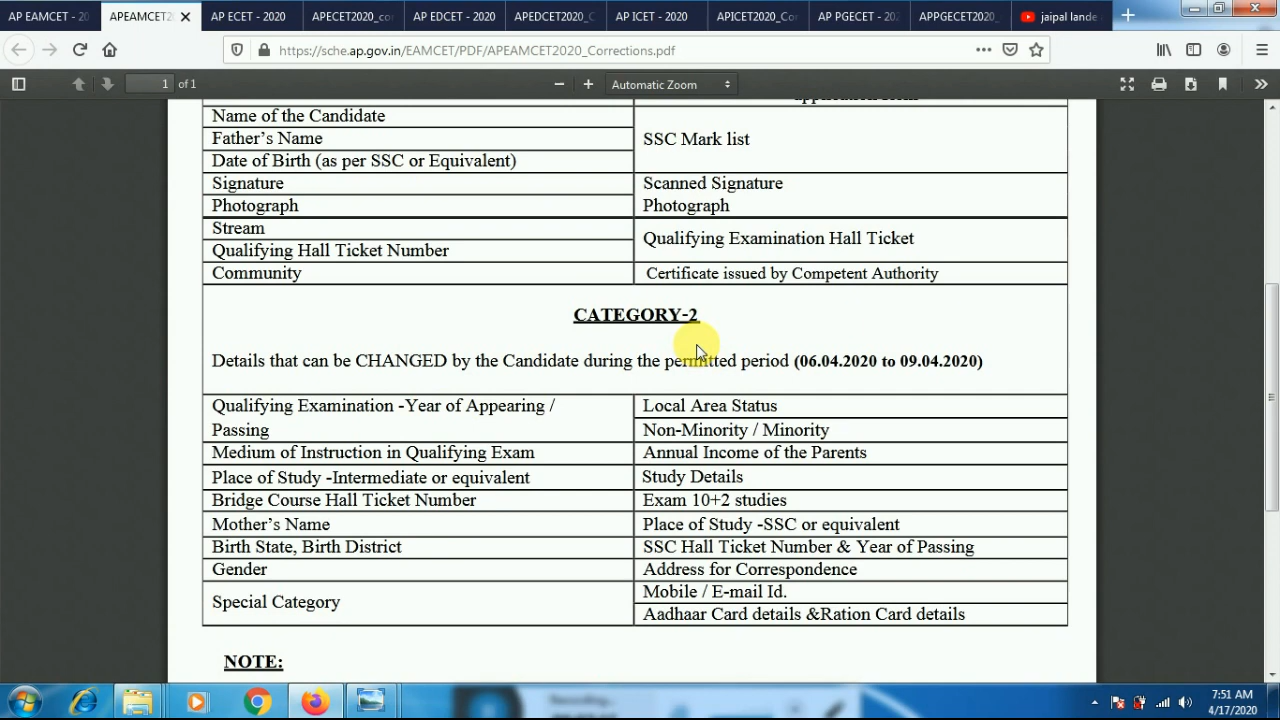 AP EAMCET - 20
APEAMCET2020
AP ECET - 2020
APECET2020_co
AP EDCET - 2020
APEDCET2020_C
AP ICET - 2020
APICET2020_Co
AP PGECET - 202
APPGECET2020_
jaipal lande
https://sche.ap.gov.in/EAMCET/PDF/APEAMCET2020_Corrections.pdf
1 of 1
Automatic Zoom
application form
Name of the Candidate
Father's Name
SSC Mark list
Date of Birth (as per SSC or Equivalent)
Signature
Scanned Signature
Photograph
Photograph
Stream
Qualifying Hall Ticket Number
Qualifying Examination Hall Ticket
Community
Certificate issued by Competent Authority
CATEGORY-2
Details that can be CHANGED by the Candidate during the permitted period (06.04.2020 to 09.04.2020)
Qualifying Examination -Year of Appearing /
Passing
Local Area Status
Non-Minority / Minority
Medium of Instruction in Qualifying Exam
Annual Income of the Parents
Place of Study -Intermediate or equivalent
Study Details
Bridge Course Hall Ticket Number
Exam 10+2 studies
Mother's Name
Place of Study -SSC or equivalent
Birth State, Birth District
SSC Hall Ticket Number & Year of Passing
Gender
Address for Correspondence
Special Category
Mobile / E-mail Id.
Aadhaar Card details &Ration Card details
NOTE:
7:51 AM
4/17/2020